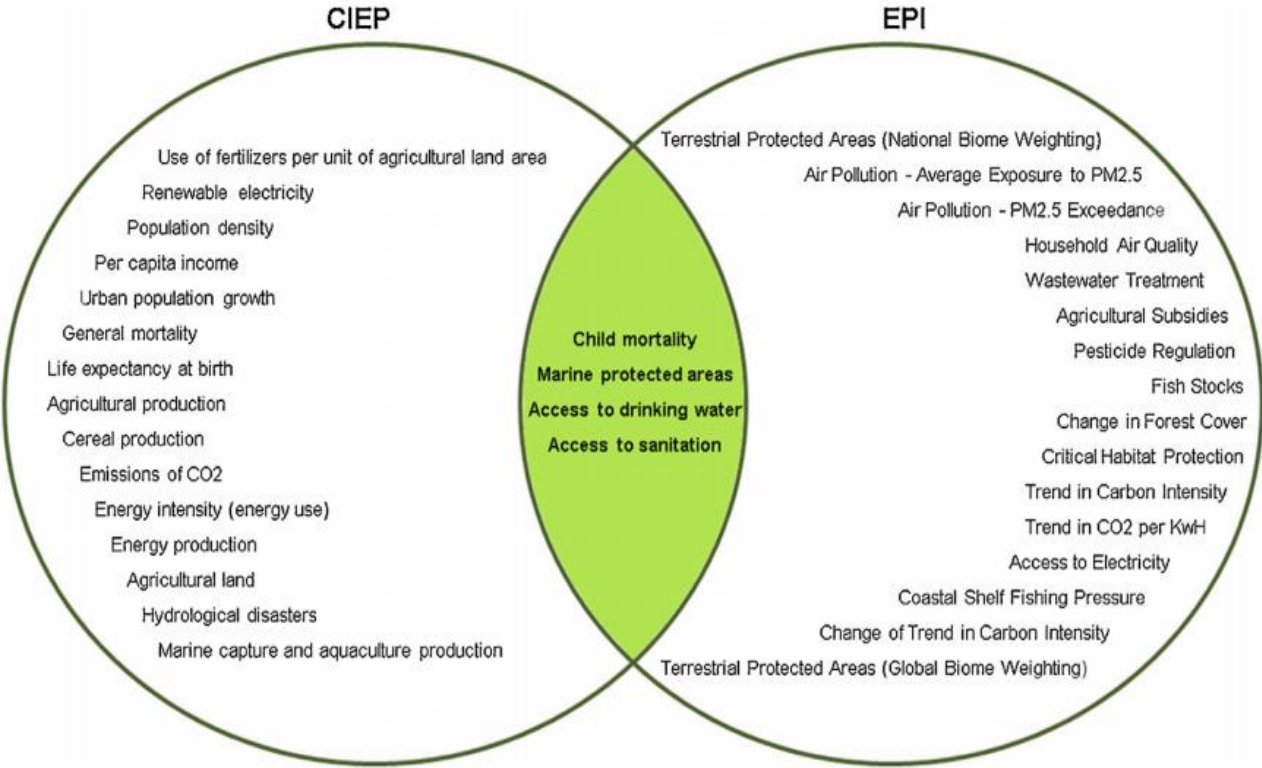 CIEP
EPI
Use of fertilizers per unit of agricultural land area
Renewable electricity
Population density
Per capita income
Urban population growth
General mortality
Life expectancy at birth
Agricultural production
Cereal production
Emissions of CO2
Energy intensity (energy use)
Energy production
Agricultural land
Hydrological disasters
Marine capture and aquaculture production
Child mortality
Marine protected areas
Access to drinking water
Access to sanitation
Terrestrial Protected Areas (National Biome Weighting)
Air Pollution - Average Exposure to PM2.5
Air Pollution - PM2.5 Exceedance
Household Air Quality
Wastewater Treatment
Agricultural Subsidies
Pesticide Regulation
Fish Stocks
Change in Forest Cover
Critical Habitat Protection
Trend in Carbon Intensity
Trend in CO2 per KwH
Access to Electricity
Coastal Shelf Fishing Pressure
Change of Trend in Carbon Intensity
Terrestrial Protected Areas (Global Biome Weighting)